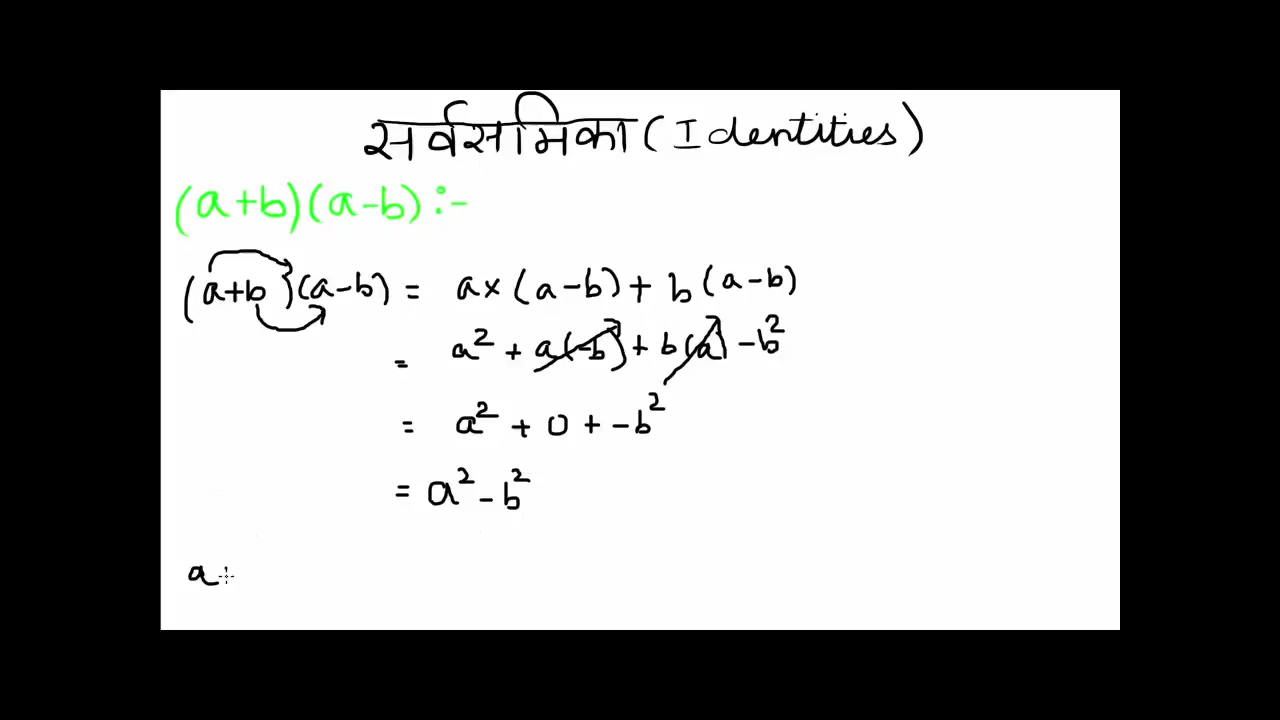 सर्वसमिका (Identities)
(a+b)(a-b) :-
(a+b)(a-b) = a×(a-b) + b(a-b)
= a² + a(-b) + b(a) - b²
= a² + 0 + -b²
= a² - b²
a